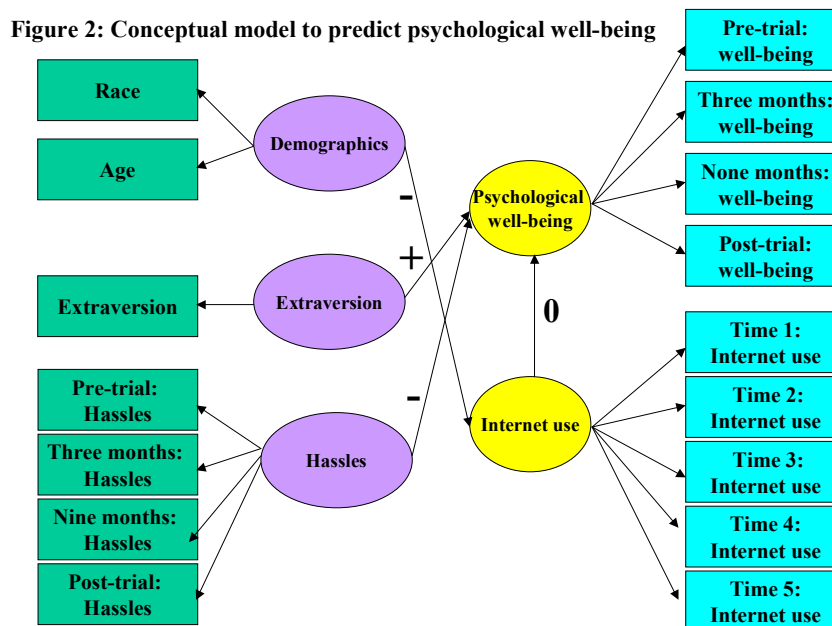 Figure 2: Conceptual model to predict psychological well-being
Race
Age
Extraversion
Pre-trial:
Hassles
Three months:
Hassles
Nine months:
Hassles
Post-trial:
Hassles
Demographics
Extraversion
Hassles
-
+
-
0
Psychological
well-being
Internet use
Pre-trial:
well-being
Three months:
well-being
None months:
well-being
Post-trial:
well-being
Time 1:
Internet use
Time 2:
Internet use
Time 3:
Internet use
Time 4:
Internet use
Time 5:
Internet use